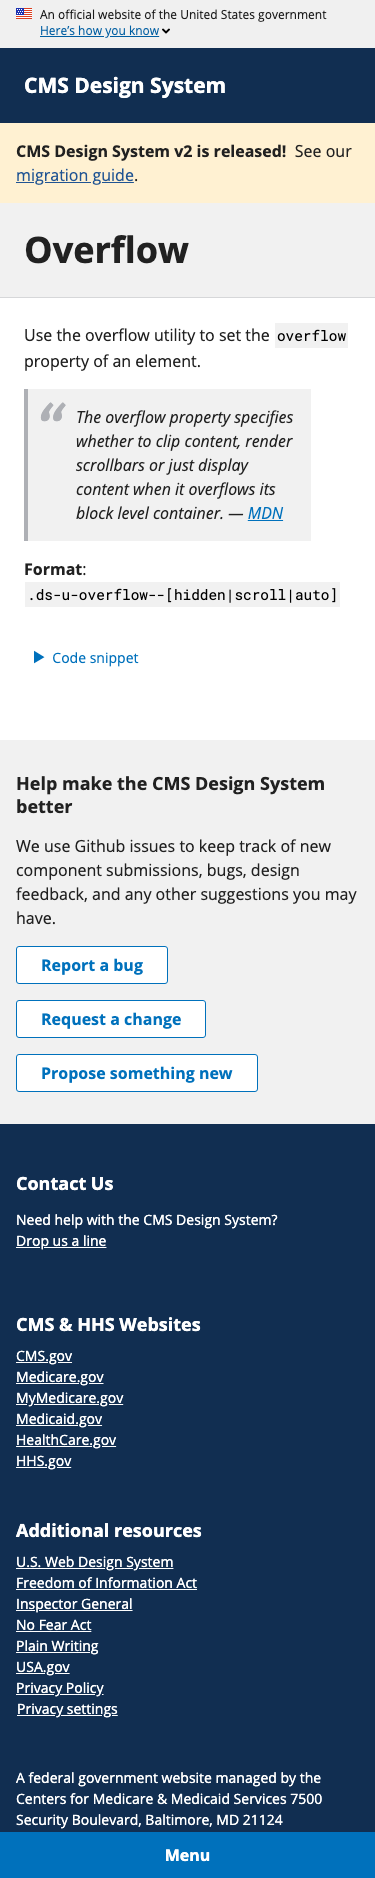 An official website of the United States government
Here's how you know
CMS Design System
CMS Design System v2 is released!  See our
migration guide.
Overflow
Use the overflow utility to set the overflow
property of an element.
The overflow property specifies
whether to clip content, render
scrollbars or just display
content when it overflows its
block level container. — MDN
Format:
.ds-u-overflow--[hidden|scroll|auto]
Code snippet
Help make the CMS Design System
better
We use Github issues to keep track of new
component submissions, bugs, design
feedback, and any other suggestions you may
have.
Report a bug
Request a change
Propose something new
Contact Us
Need help with the CMS Design System?
Drop us a line
CMS & HHS Websites
CMS.gov
Medicare.gov
MyMedicare.gov
Medicaid.gov
HealthCare.gov
HHS.gov
Additional resources
U.S. Web Design System
Freedom of Information Act
Inspector General
No Fear Act
Plain Writing
USA.gov
Privacy Policy
Privacy settings
A federal government website managed by the
Centers for Medicare & Medicaid Services 7500
Security Boulevard, Baltimore, MD 21124
Menu